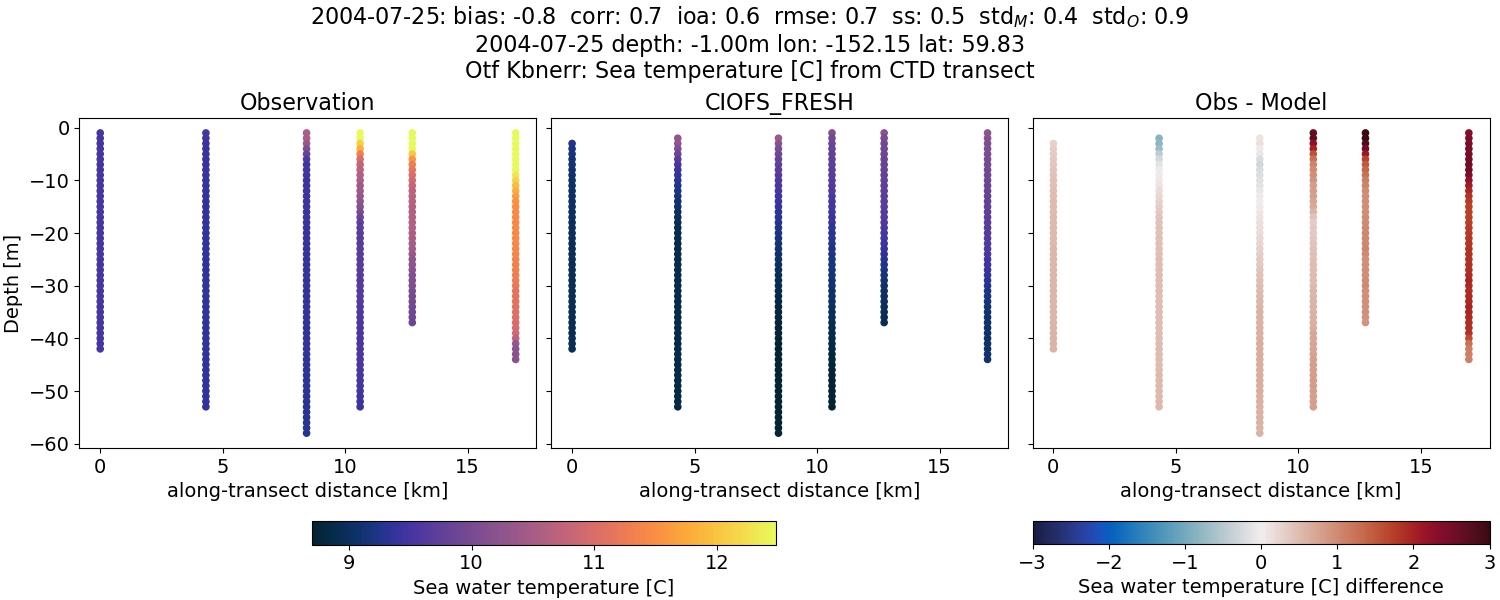 2004-07-25: bias: -0.8 corr: 0.7 ioa: 0.6 rmse: 0.7 ss: 0.5 std_M: 0.4 std_O: 0.9
2004-07-25 depth: -1.00m lon: -152.15 lat: 59.83
Otf Kbnerr: Sea temperature [C] from CTD transect
Observation
CIOFS_FRESH
Obs - Model
Depth [m]
0
−10
−20
−30
−40
−50
−60
0 5 10 15
0 5 10 15
0 5 10 15
along-transect distance [km]
along-transect distance [km]
along-transect distance [km]
9 10 11 12
Sea water temperature [C]
−3 −2 −1 0 1 2 3
Sea water temperature [C] difference